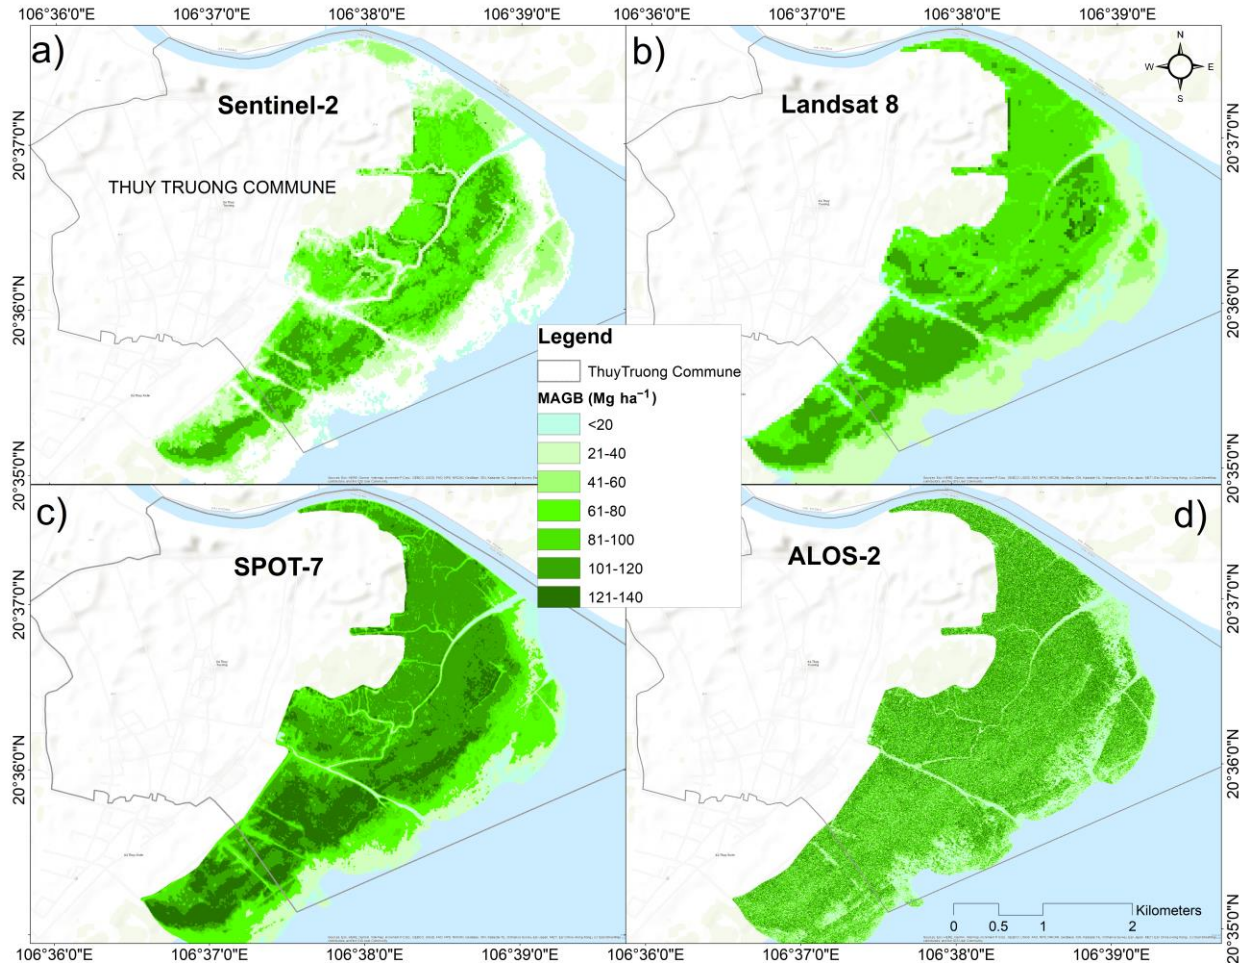 106°36'0"E 106°37'0"E 106°38'0"E 106°39'0"E 106°36'0"E 106°37'0"E 106°38'0"E 106°39'0"E
a)
Sentinel-2
THUY TRUONG COMMUNE
20°37'0"N
20°36'0"N
20°35'0"N
b)
Landsat 8
N
W E
S
20°37'0"N
20°36'0"N
20°35'0"N
Legend
ThuyTruong Commune
MAGB (Mg ha⁻¹)
<20
21-40
41-60
61-80
81-100
101-120
121-140
c)
SPOT-7
20°37'0"N
20°36'0"N
d)
ALOS-2
20°37'0"N
20°36'0"N
20°35'0"N
Kilometers
0 0.5 1 2
106°36'0"E 106°37'0"E 106°38'0"E 106°39'0"E 106°36'0"E 106°37'0"E 106°38'0"E 106°39'0"E